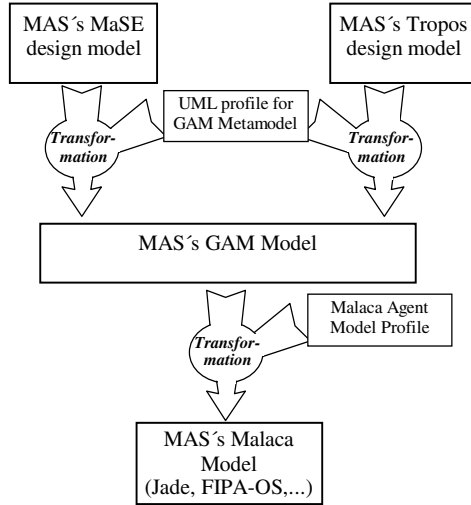 MAS´s MaSE
design model
MAS´s Tropos
design model
UML profile for
GAM Metamodel
Transfor-
mation
Transfor-
mation
MAS´s GAM Model
Malaca Agent
Model Profile
Transfor-
mation
MAS´s Malaca
Model
(Jade, FIPA-OS,...)